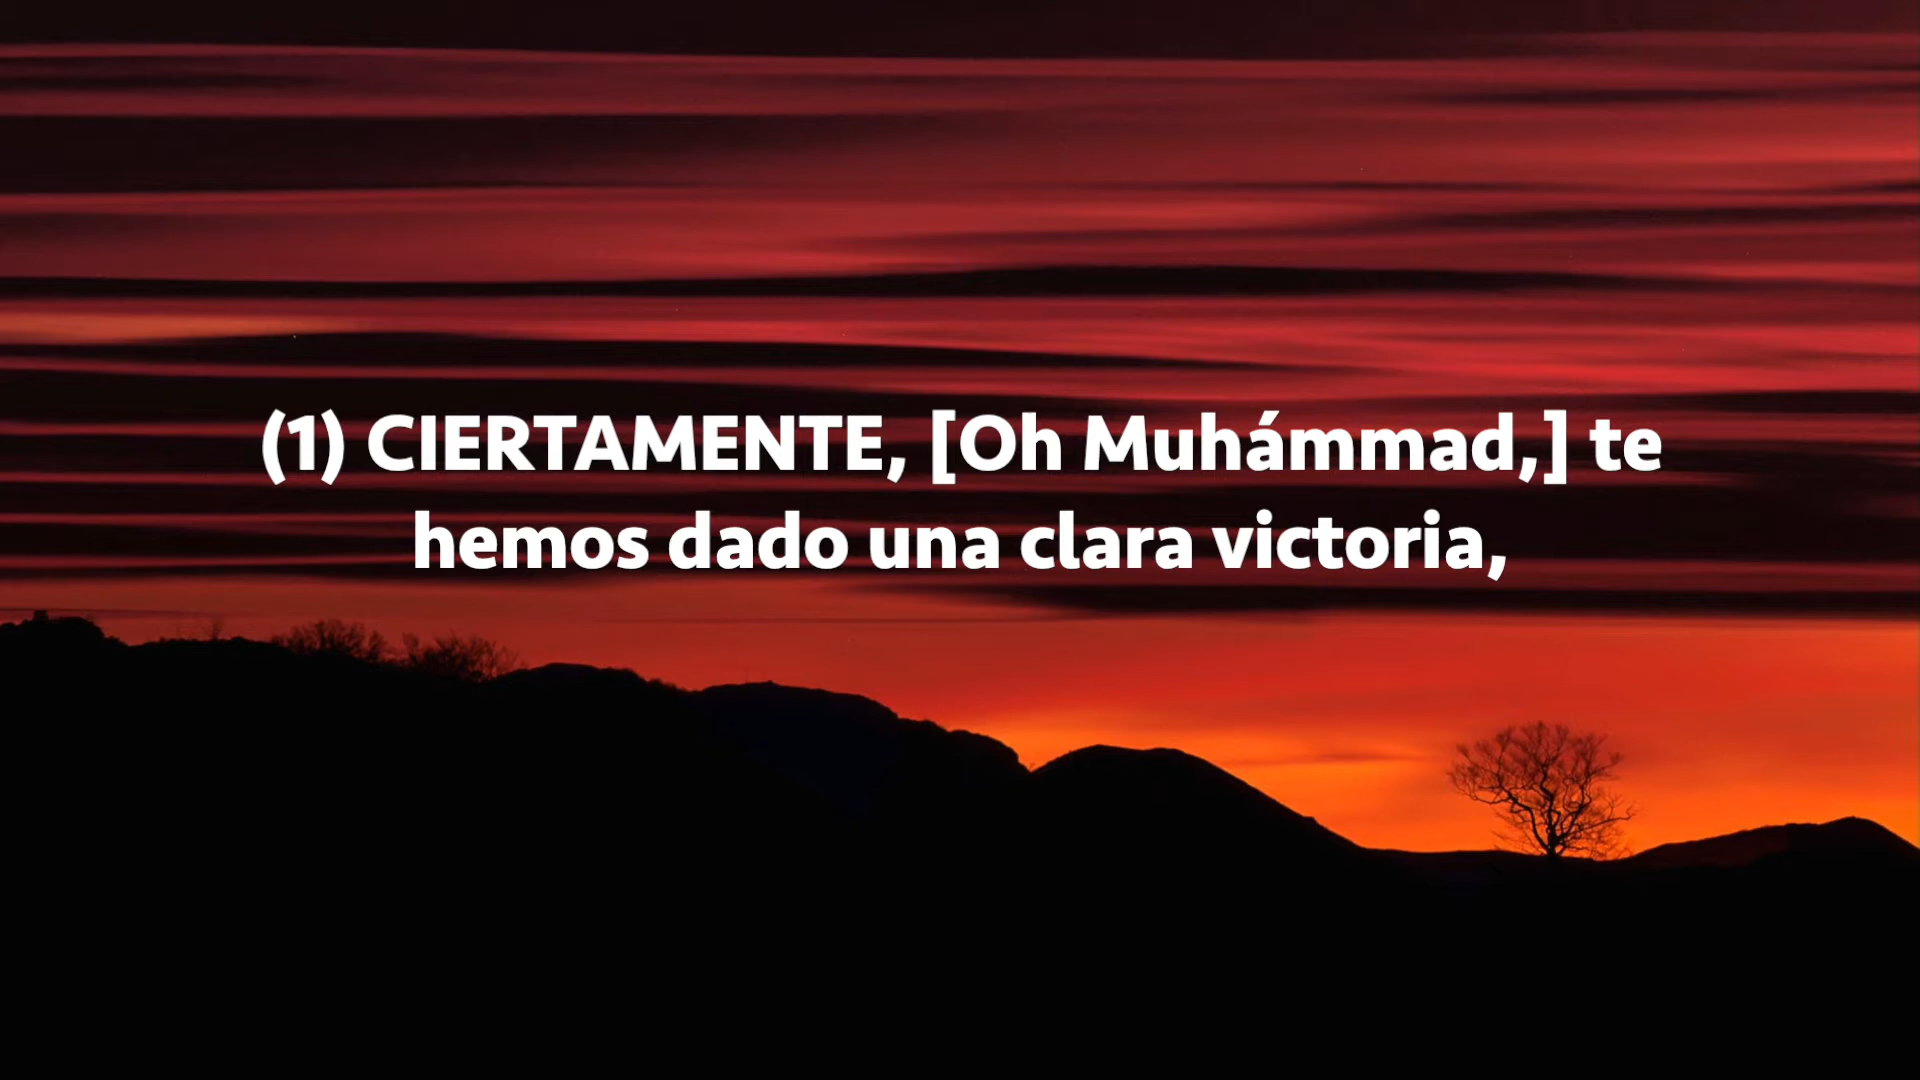 (1) CIERTAMENTE, [Oh Muhámmad,] te
hemos dado una clara victoria,